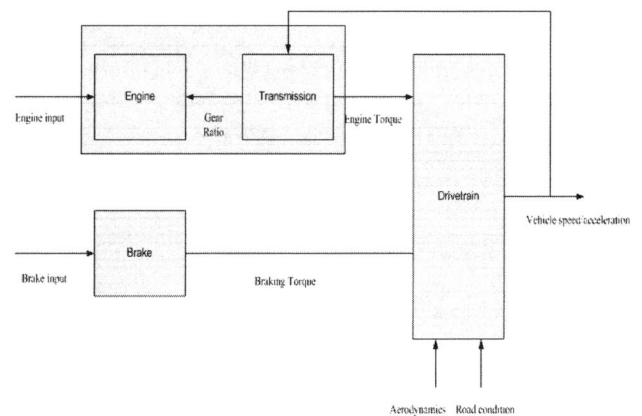 Engine
Transmission
Engine input
Gear
Ratio
Engine Torque
Drivetrain
Vehicle speed/acceleration
Brake
Brake input
Braking Torque
Aerodynamics
Road condition